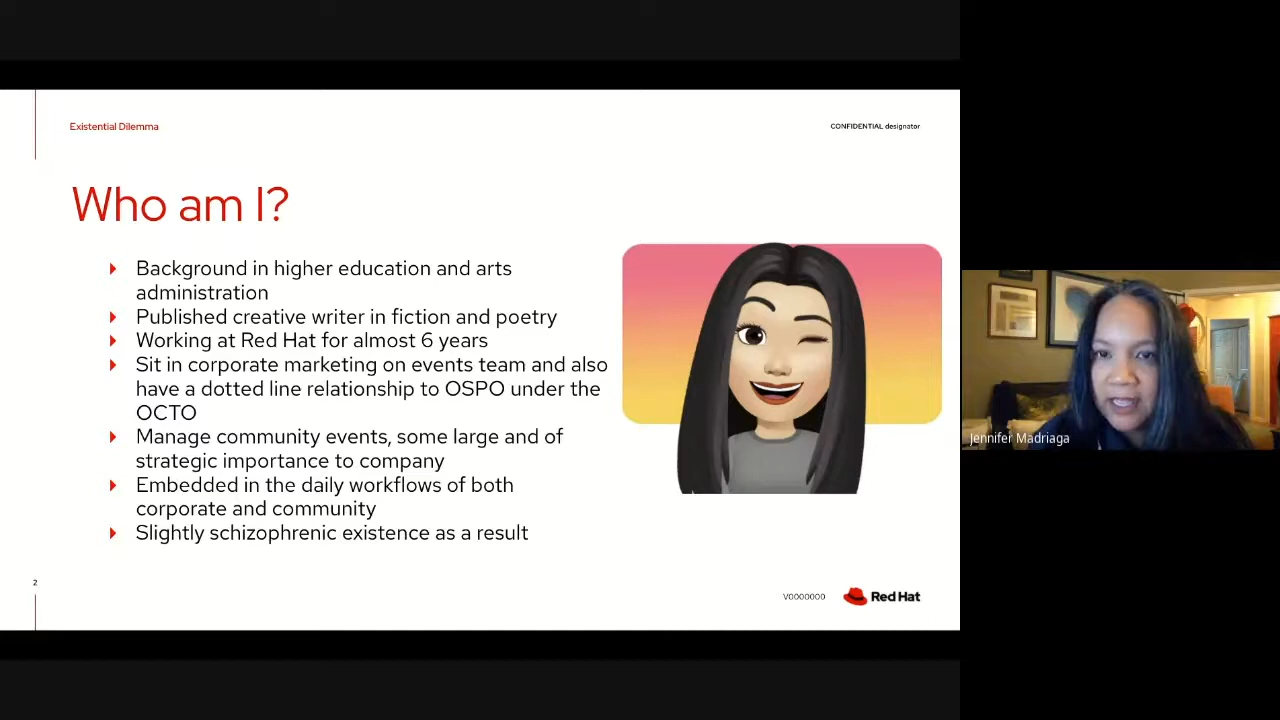 Existential Dilemma
CONFIDENTIAL designator
Who am I?
Background in higher education and arts
administration
Published creative writer in fiction and poetry
Working at Red Hat for almost 6 years
Sit in corporate marketing on events team and also
have a dotted line relationship to OSPO under the
OCTO
Manage community events, some large and of
strategic importance to company
Embedded in the daily workflows of both
corporate and community
Slightly schizophrenic existence as a result
2
V0000000
Red Hat
Jennifer Madriaga